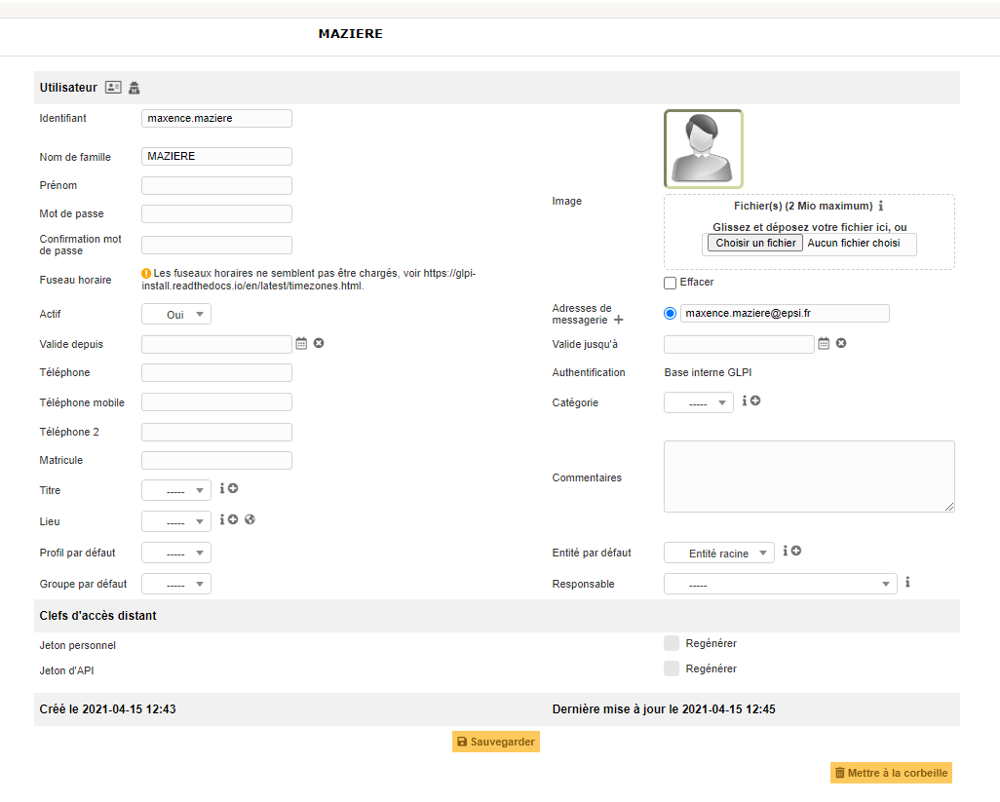 MAZIERE
Utilisateur
Identifiant maxence.maziere
Nom de famille MAZIERE
Prénom
Mot de passe
Confirmation mot
de passe
Fuseau horaire Les fuseaux horaires ne semblent pas être chargés, voir https://glpi-
install.readthedocs.io/en/latest/timezones.html.
Image
Fichier(s) (2 Mio maximum)
Glissez et déposez votre fichier ici, ou
Choisir un fichier Aucun fichier choisi
Effacer
Actif Oui
Adresses de
messagerie maxence.maziere@epsi.fr
Valide depuis
Valide jusqu'à
Téléphone
Authentification Base interne GLPI
Téléphone mobile
Catégorie -----
Téléphone 2
Matricule
Commentaires
Titre -----
Lieu -----
Profil par défaut -----
Entité par défaut Entité racine
Groupe par défaut -----
Responsable -----
Clefs d'accès distant
Jeton personnel Regénérer
Jeton d'API Regénérer
Créé le 2021-04-15 12:43 Dernière mise à jour le 2021-04-15 12:45
Sauvegarder
Mettre à la corbeille